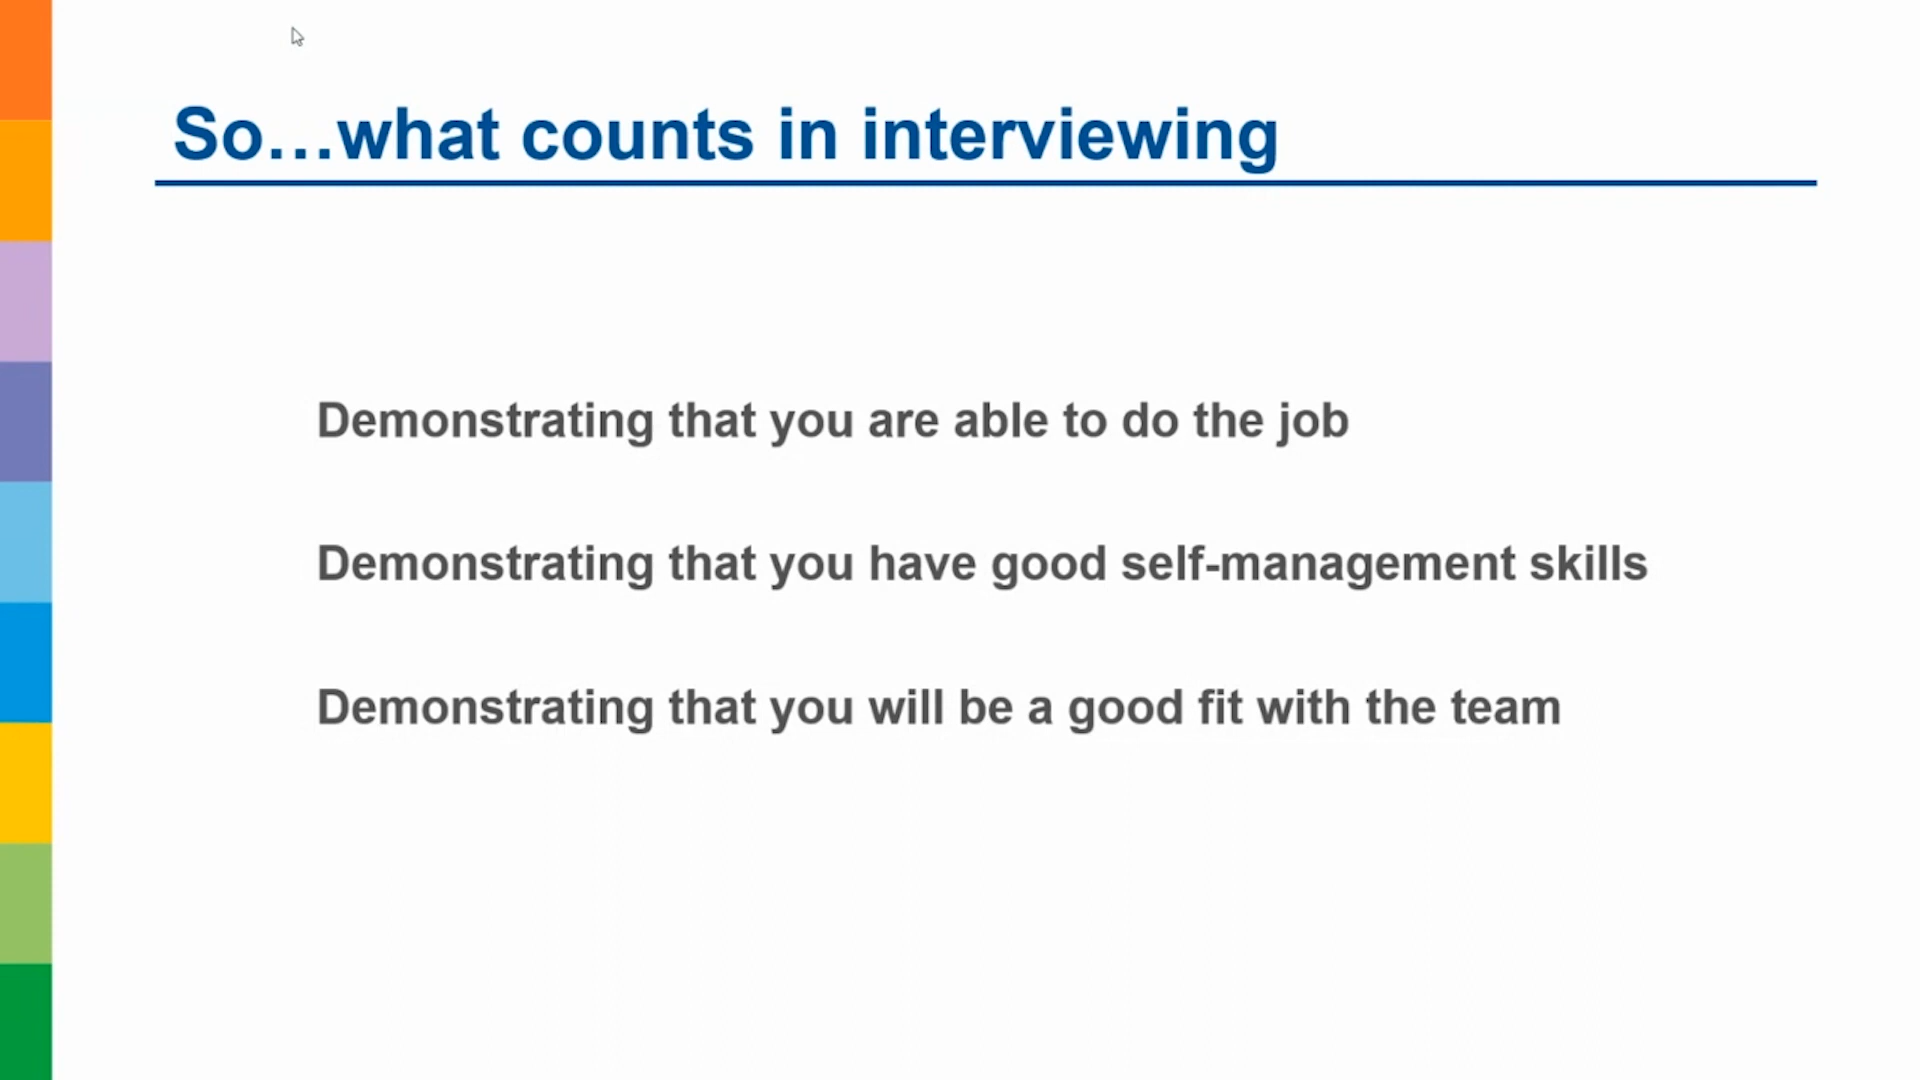 So…what counts in interviewing
Demonstrating that you are able to do the job
Demonstrating that you have good self-management skills
Demonstrating that you will be a good fit with the team